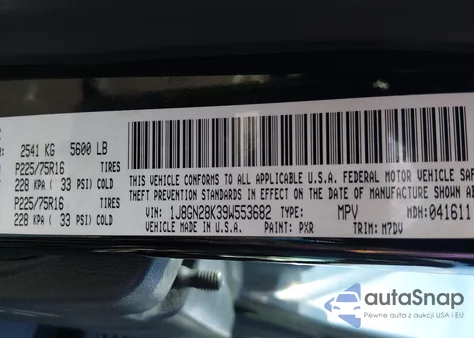 2541 KG 5600 LB
P225/75R16 TIRES
228 KPA ( 33 PSI) COLD
P225/75R16 TIRES
228 KPA ( 33 PSI) COLD
THIS VEHICLE CONFORMS TO ALL APPLICABLE U.S.A. FEDERAL MOTOR VEHICLE SAF
THEFT PREVENTION STANDARDS IN EFFECT ON THE DATE OF MANUFACTURE SHOWN
VIN: 1J8GN28K39W553682 TYPE: MPV MDH: 041611
VEHICLE MADE IN U.S.A. PAINT: PXR TRIM: M7DV
autoSnap
Pewne auta z aukcji USA i EU